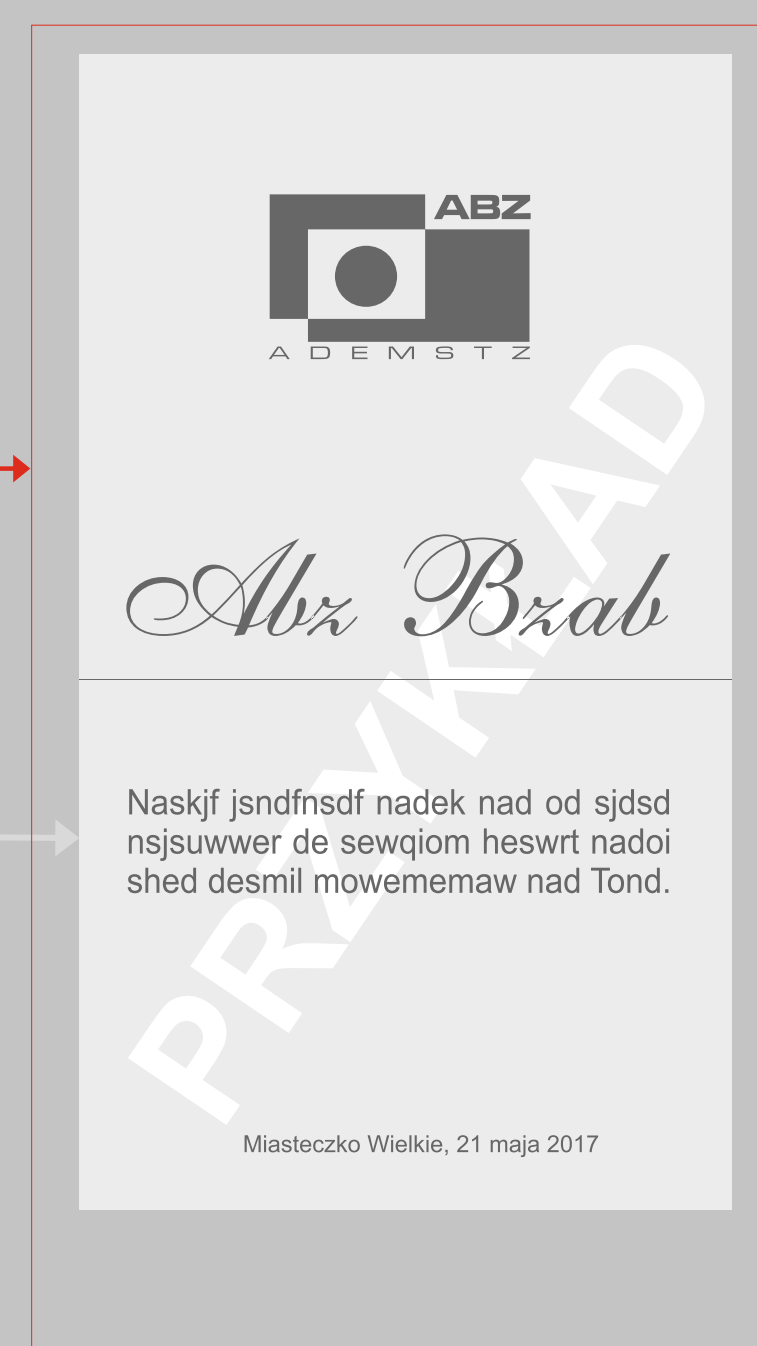 ABZ
ADEMSTZ
Abz Bzab
Naskjf jsndfnsdf nadek nad od sjdsd
nsjsuwwer de sewqiom heswrt nadoi
shed desmil mowememaw nad Tond.
PRZYKŁAD
Miasteczko Wielkie, 21 maja 2017